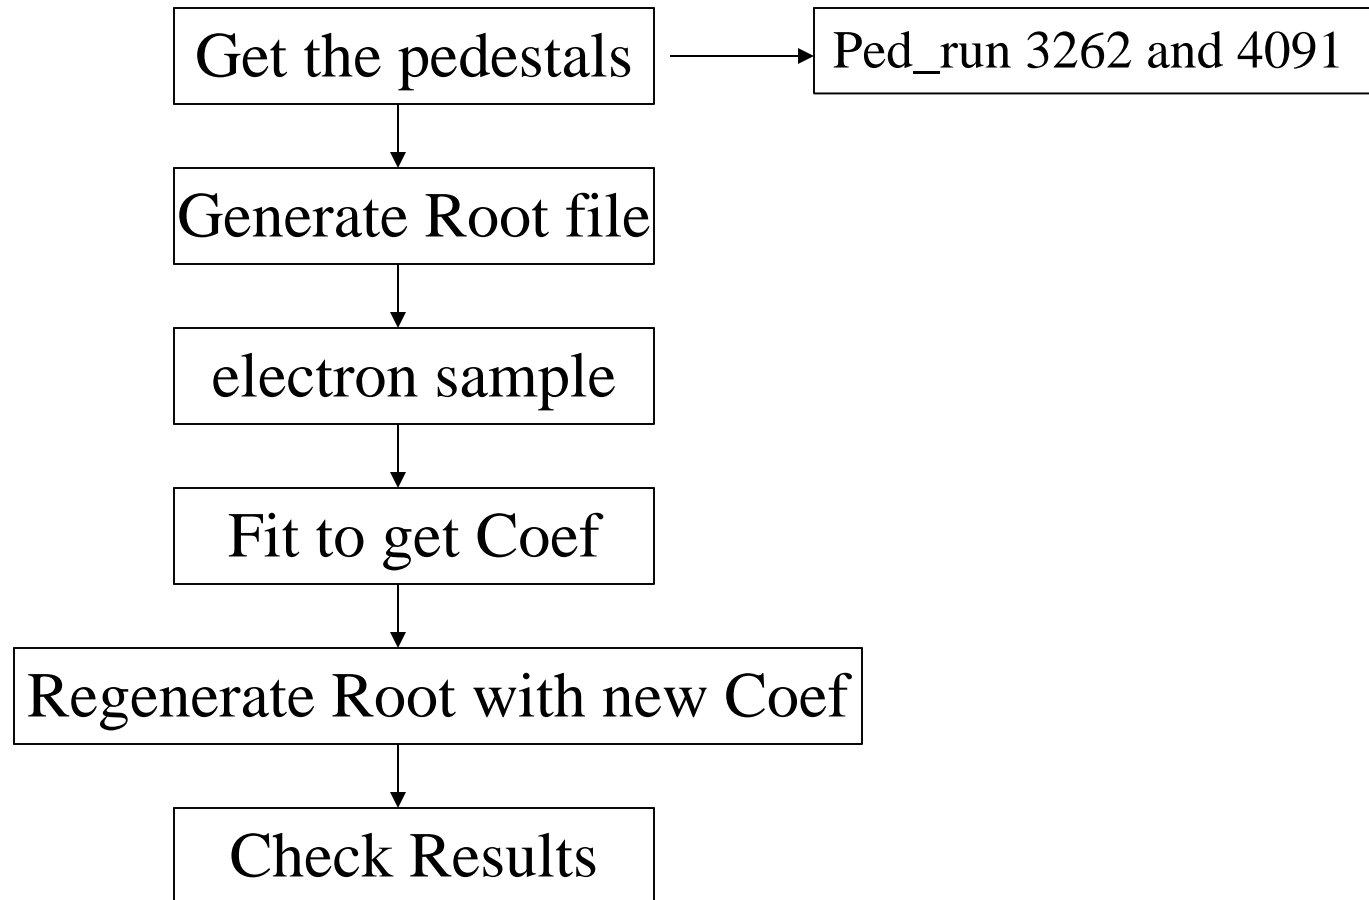 Get the pedestals
Ped_run 3262 and 4091
Generate Root file
electron sample
Fit to get Coef
Regenerate Root with new Coef
Check Results